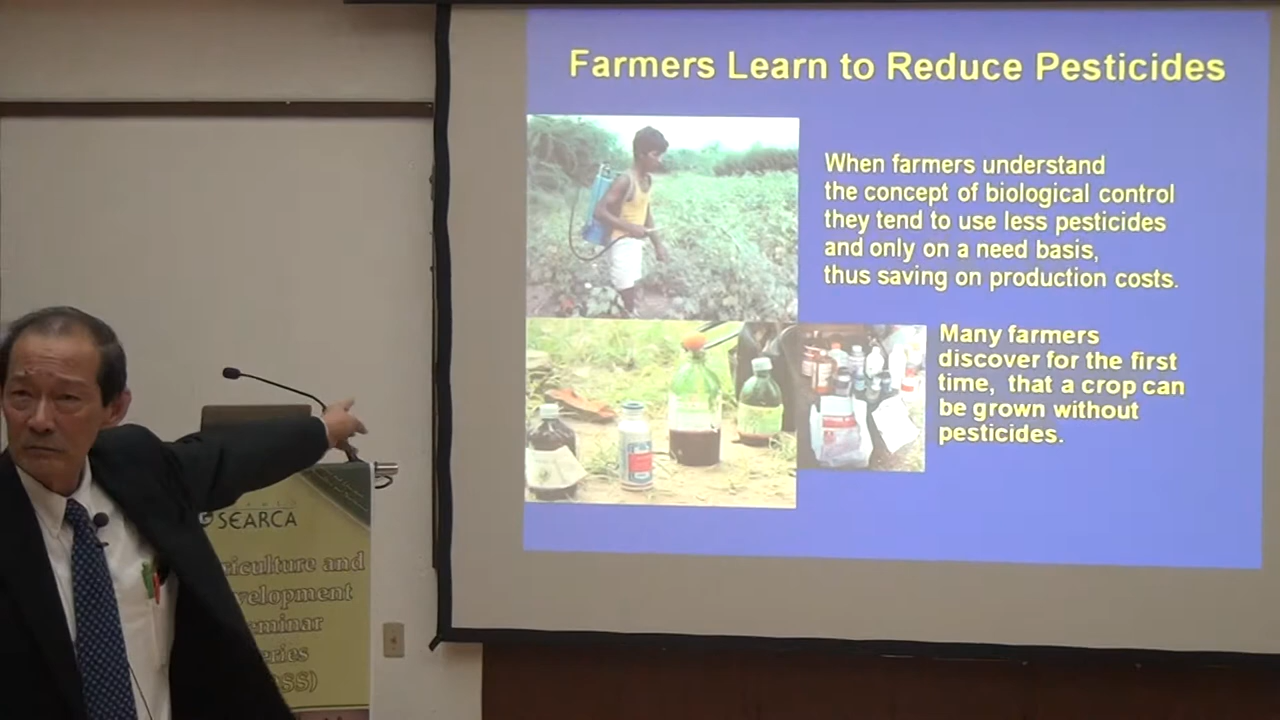 Farmers Learn to Reduce Pesticides
When farmers understand
the concept of biological control
they tend to use less pesticides
and only on a need basis,
thus saving on production costs.
Many farmers
discover for the first
time, that a crop can
be grown without
pesticides.
SEARCA
riculture and
velopment
eminar
eries
SS)